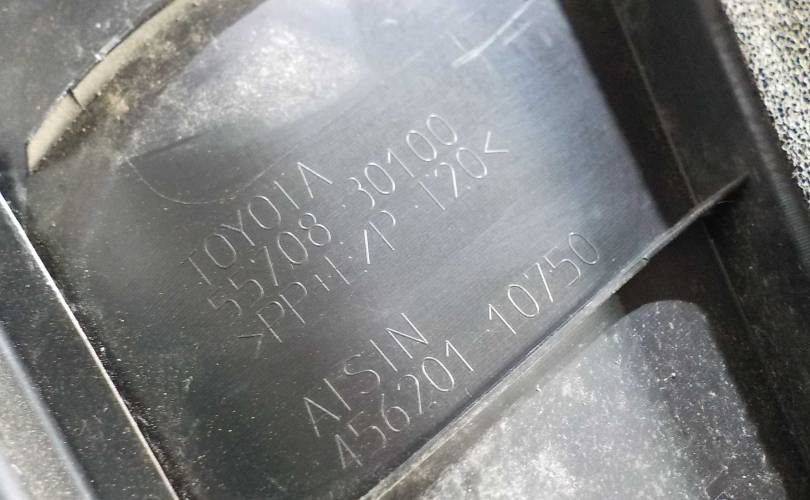 TOYOTA
55708-30100
>PP+E/P-T20<
AISIN
456201-10750